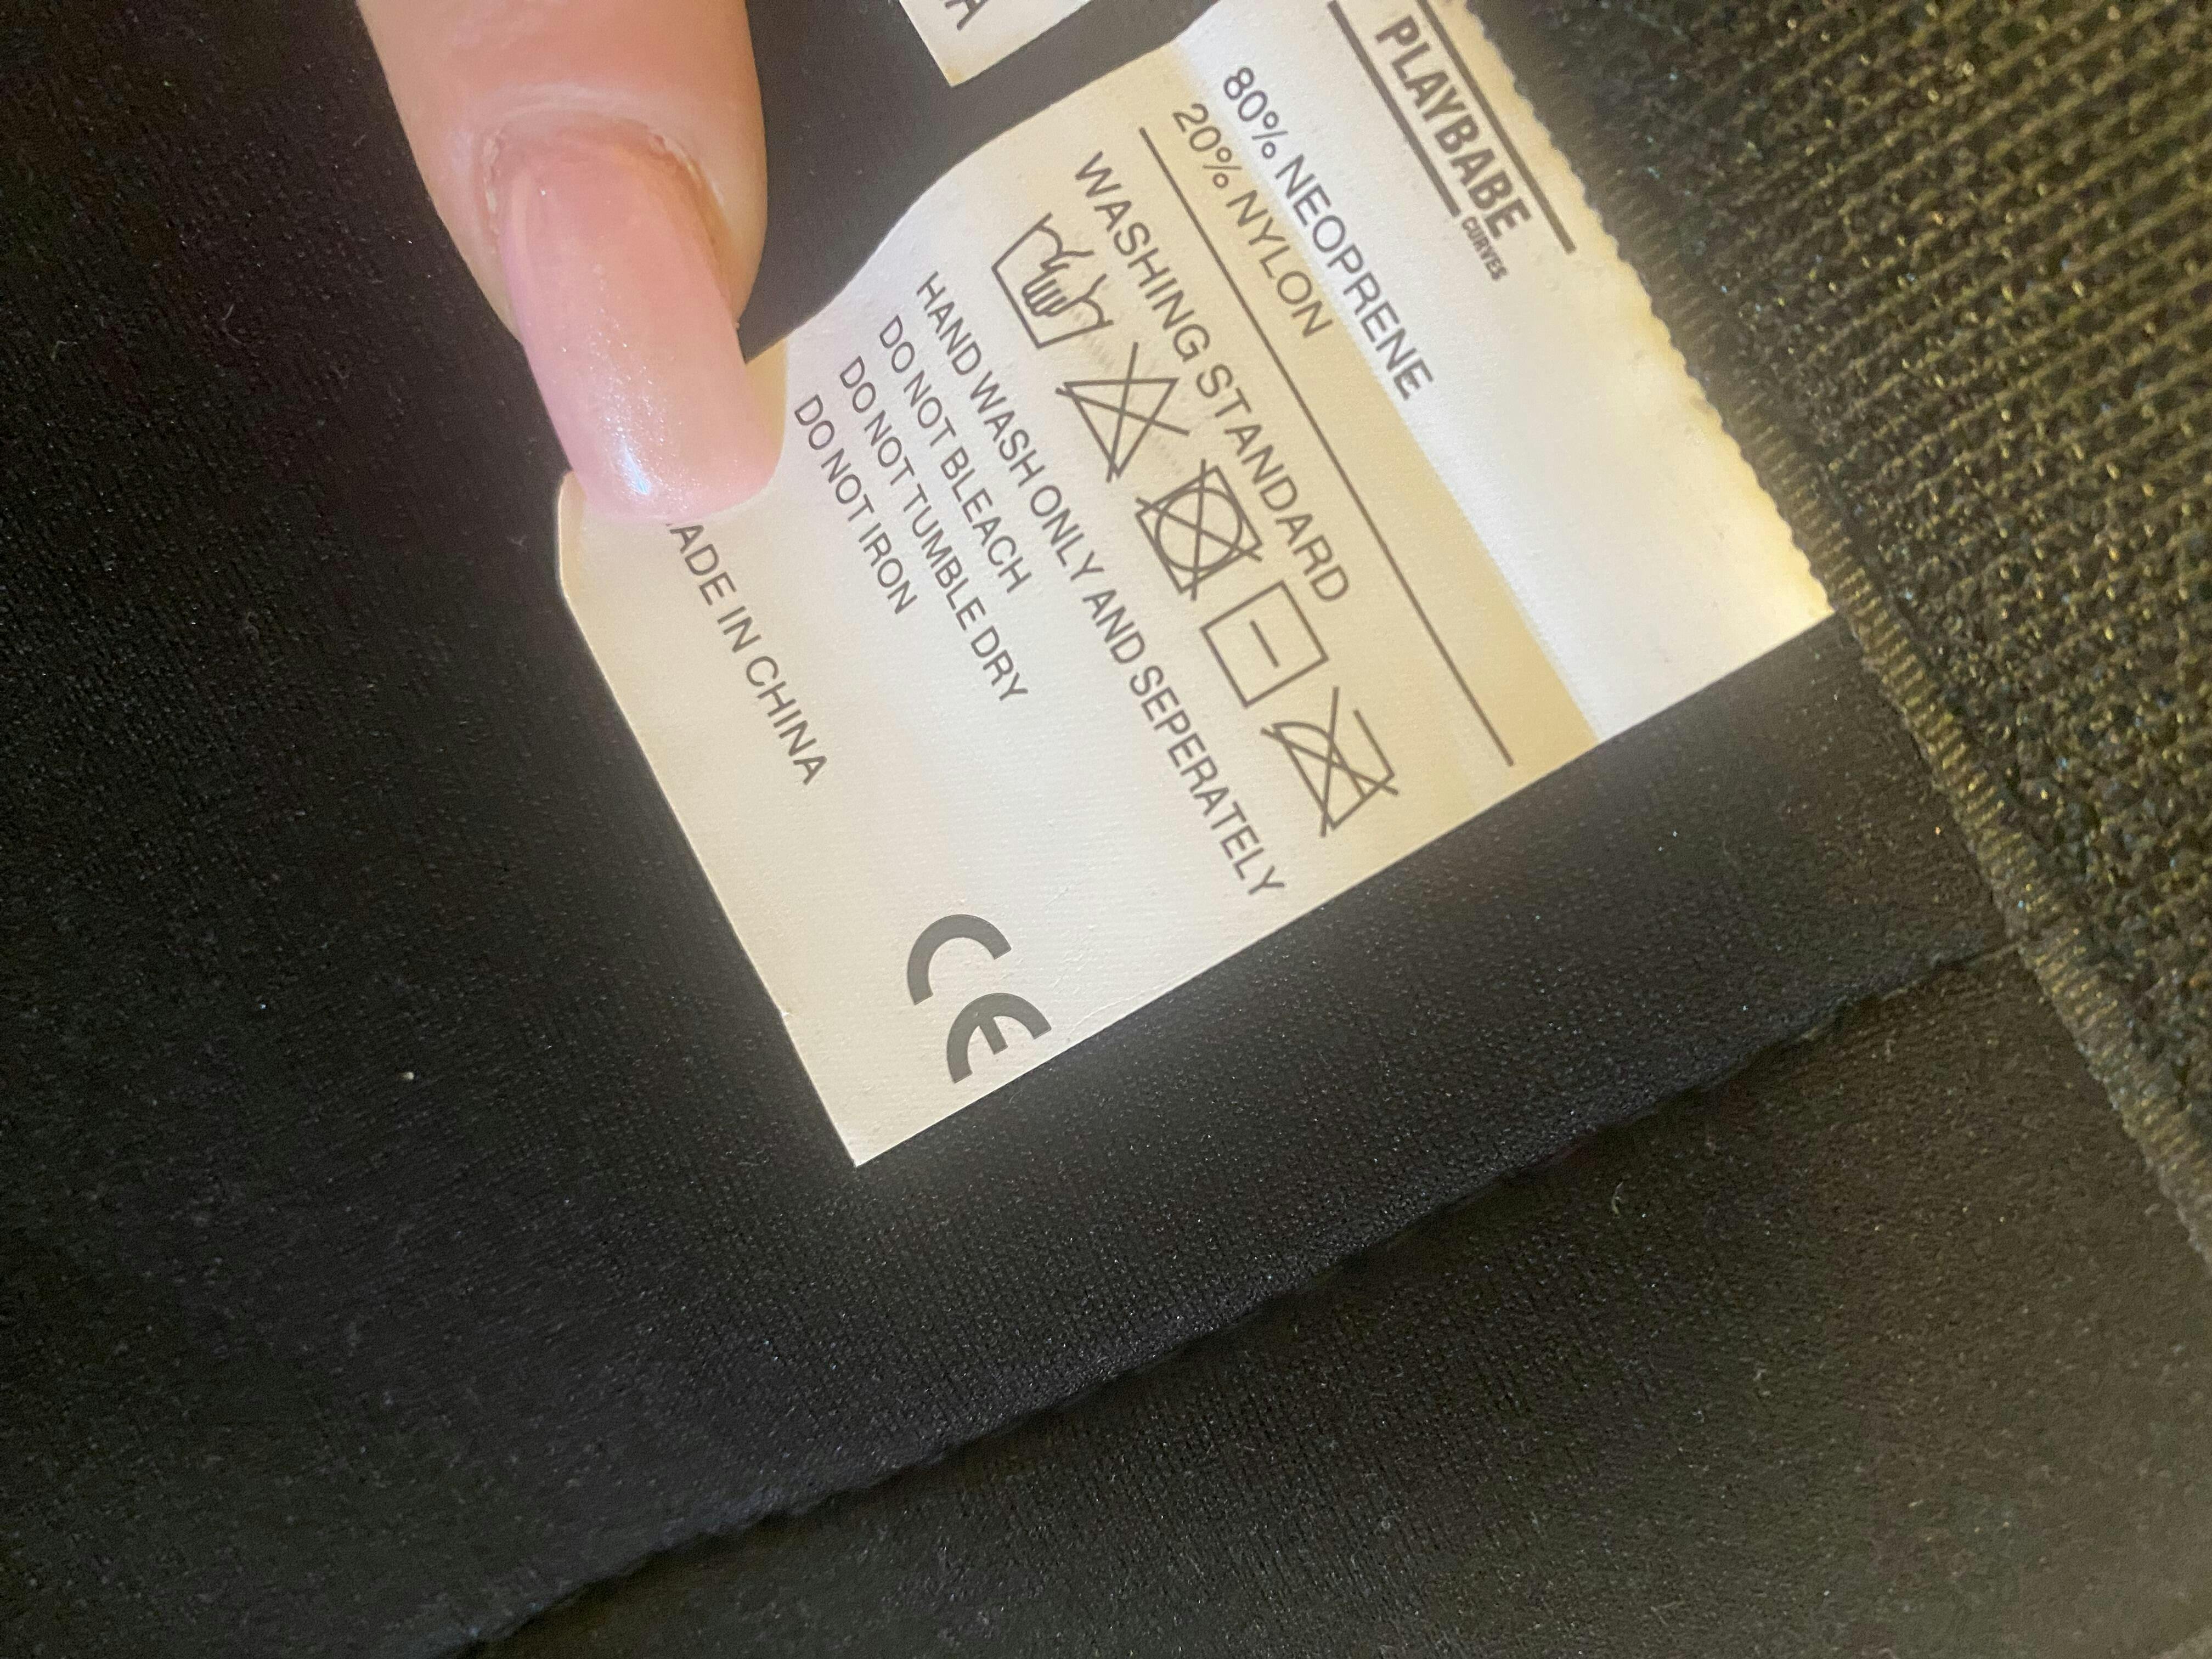 PLAYBABE
CURVES
80% NEOPRENE
20% NYLON
WASHING STANDARD
HAND WASH ONLY AND SEPERATELY
DO NOT BLEACH
DO NOT TUMBLE DRY
DO NOT IRON
ADE IN CHINA
CE
A